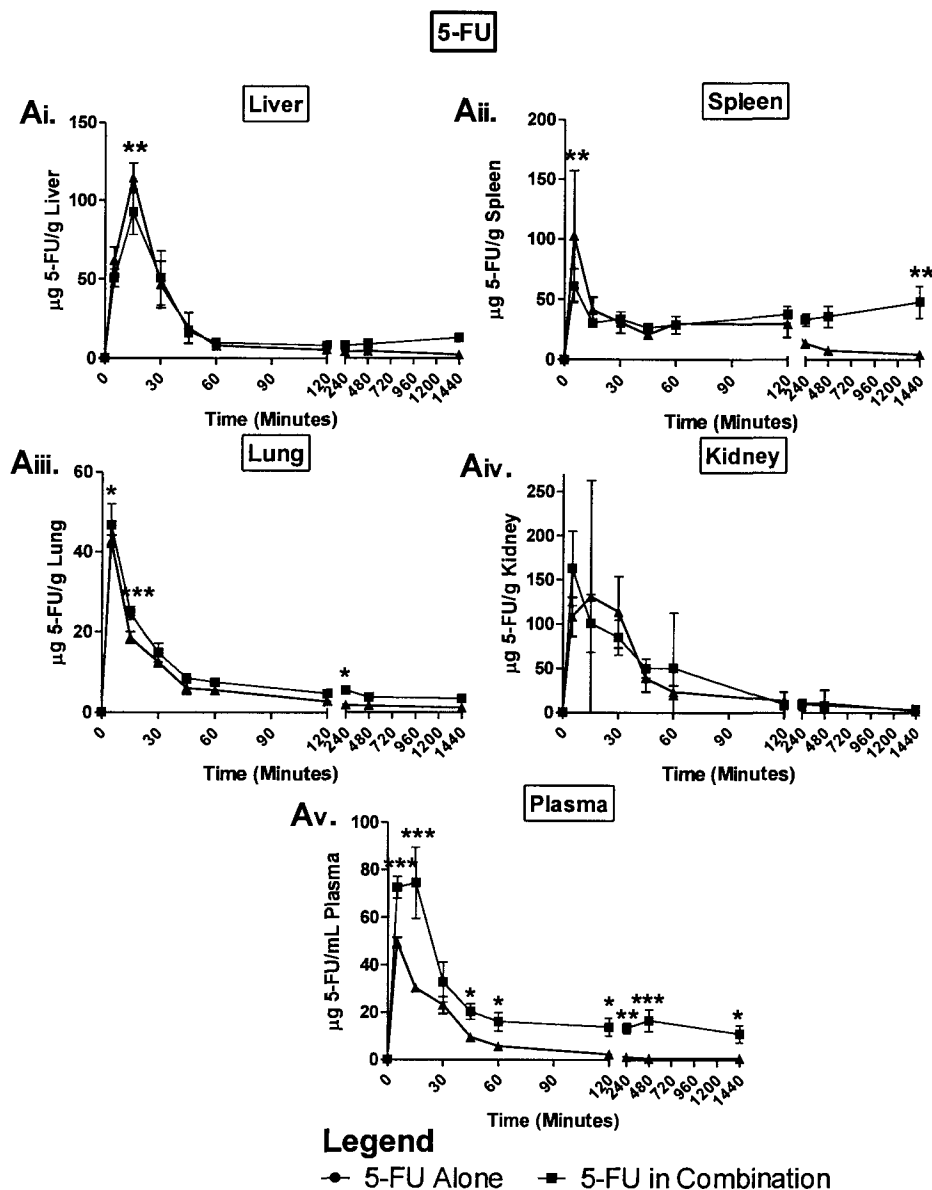 5-FU
Ai. Liver
150
100
50
0
µg 5-FU/g Liver
**
0 30 60 90 120 240 480 720 960 1200 1440
Time (Minutes)
Aii. Spleen
200
150
100
50
0
µg 5-FU/g Spleen
**
**
0 30 60 90 120 240 480 720 960 1200 1440
Time (Minutes)
Aiii. Lung
60
40
20
0
µg 5-FU/g Lung
*
***
*
0 30 60 90 120 240 480 720 960 1200 1440
Time (Minutes)
Aiv. Kidney
250
200
150
100
50
0
µg 5-FU/g Kidney
0 30 60 90 120 240 480 720 960 1200 1440
Time (Minutes)
Av. Plasma
100
80
60
40
20
0
µg 5-FU/mL Plasma
***
***
* * * ** *** *
0 30 60 90 120 240 480 720 960 1200 1440
Time (Minutes)
Legend
5-FU Alone 5-FU in Combination